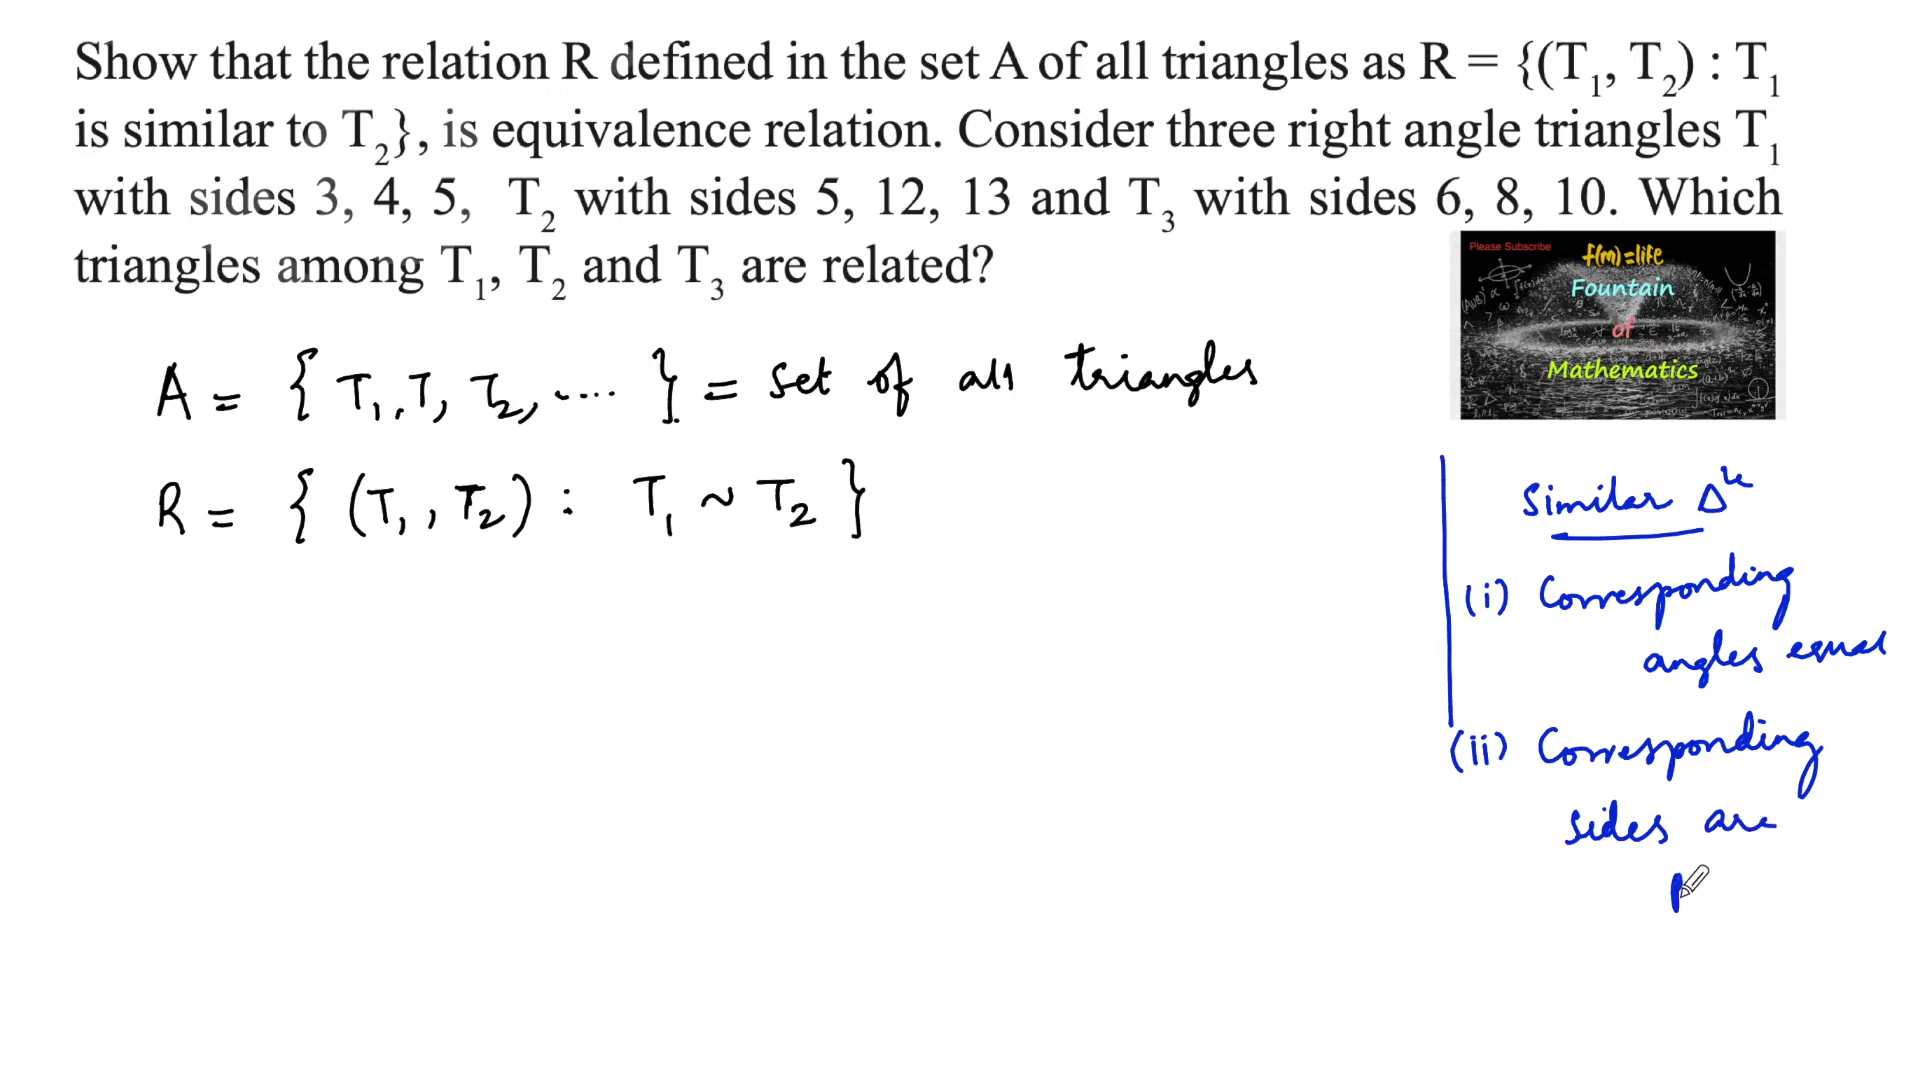 Show that the relation R defined in the set A of all triangles as R = {(T₁, T₂) : T₁
is similar to T₂}, is equivalence relation. Consider three right angle triangles T₁
with sides 3, 4, 5, T₂ with sides 5, 12, 13 and T₃ with sides 6, 8, 10. Which
triangles among T₁, T₂ and T₃ are related?
Please Subscribe
f(m)=life
Fountain
of
Mathematics
A = { T₁, T, T₂, .... } = set of all triangles
R = { (T₁, T₂) : T₁ ~ T₂ }
Similar Δ
(i) Corresponding
angles equal
(ii) Corresponding
sides are